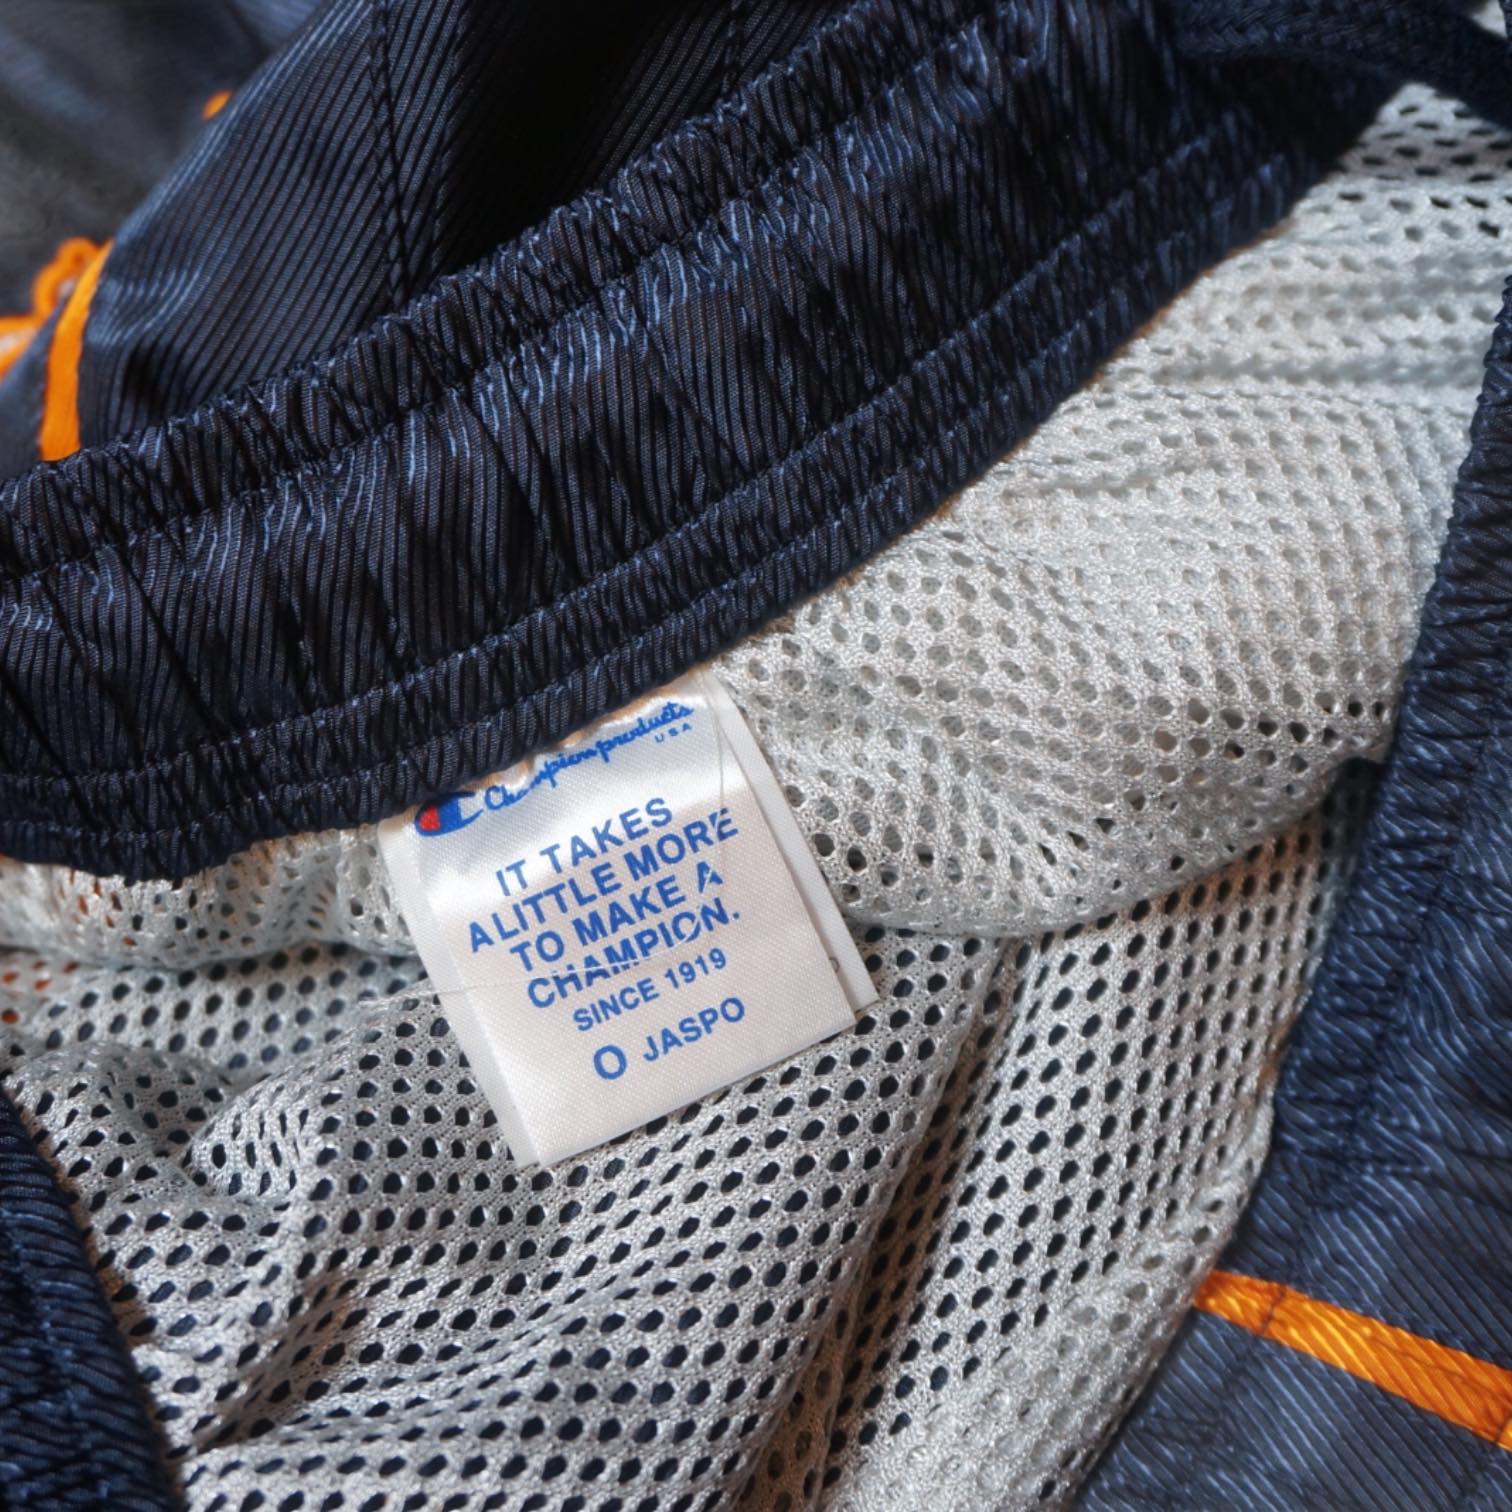 Champion products
USA
IT TAKES
A LITTLE MORE
TO MAKE A
CHAMPION.
SINCE 1919
O JASPO